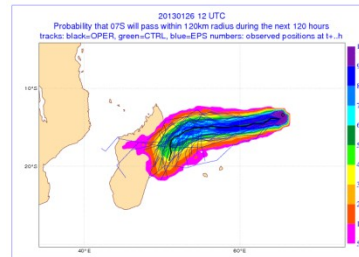 20130126 12 UTC
Probability that 07S will pass within 120km radius during the next 120 hours
tracks: black=OPER, green=CTRL, blue=EPS numbers: observed positions at t+..h
10°S
20°S
40°E
60°E